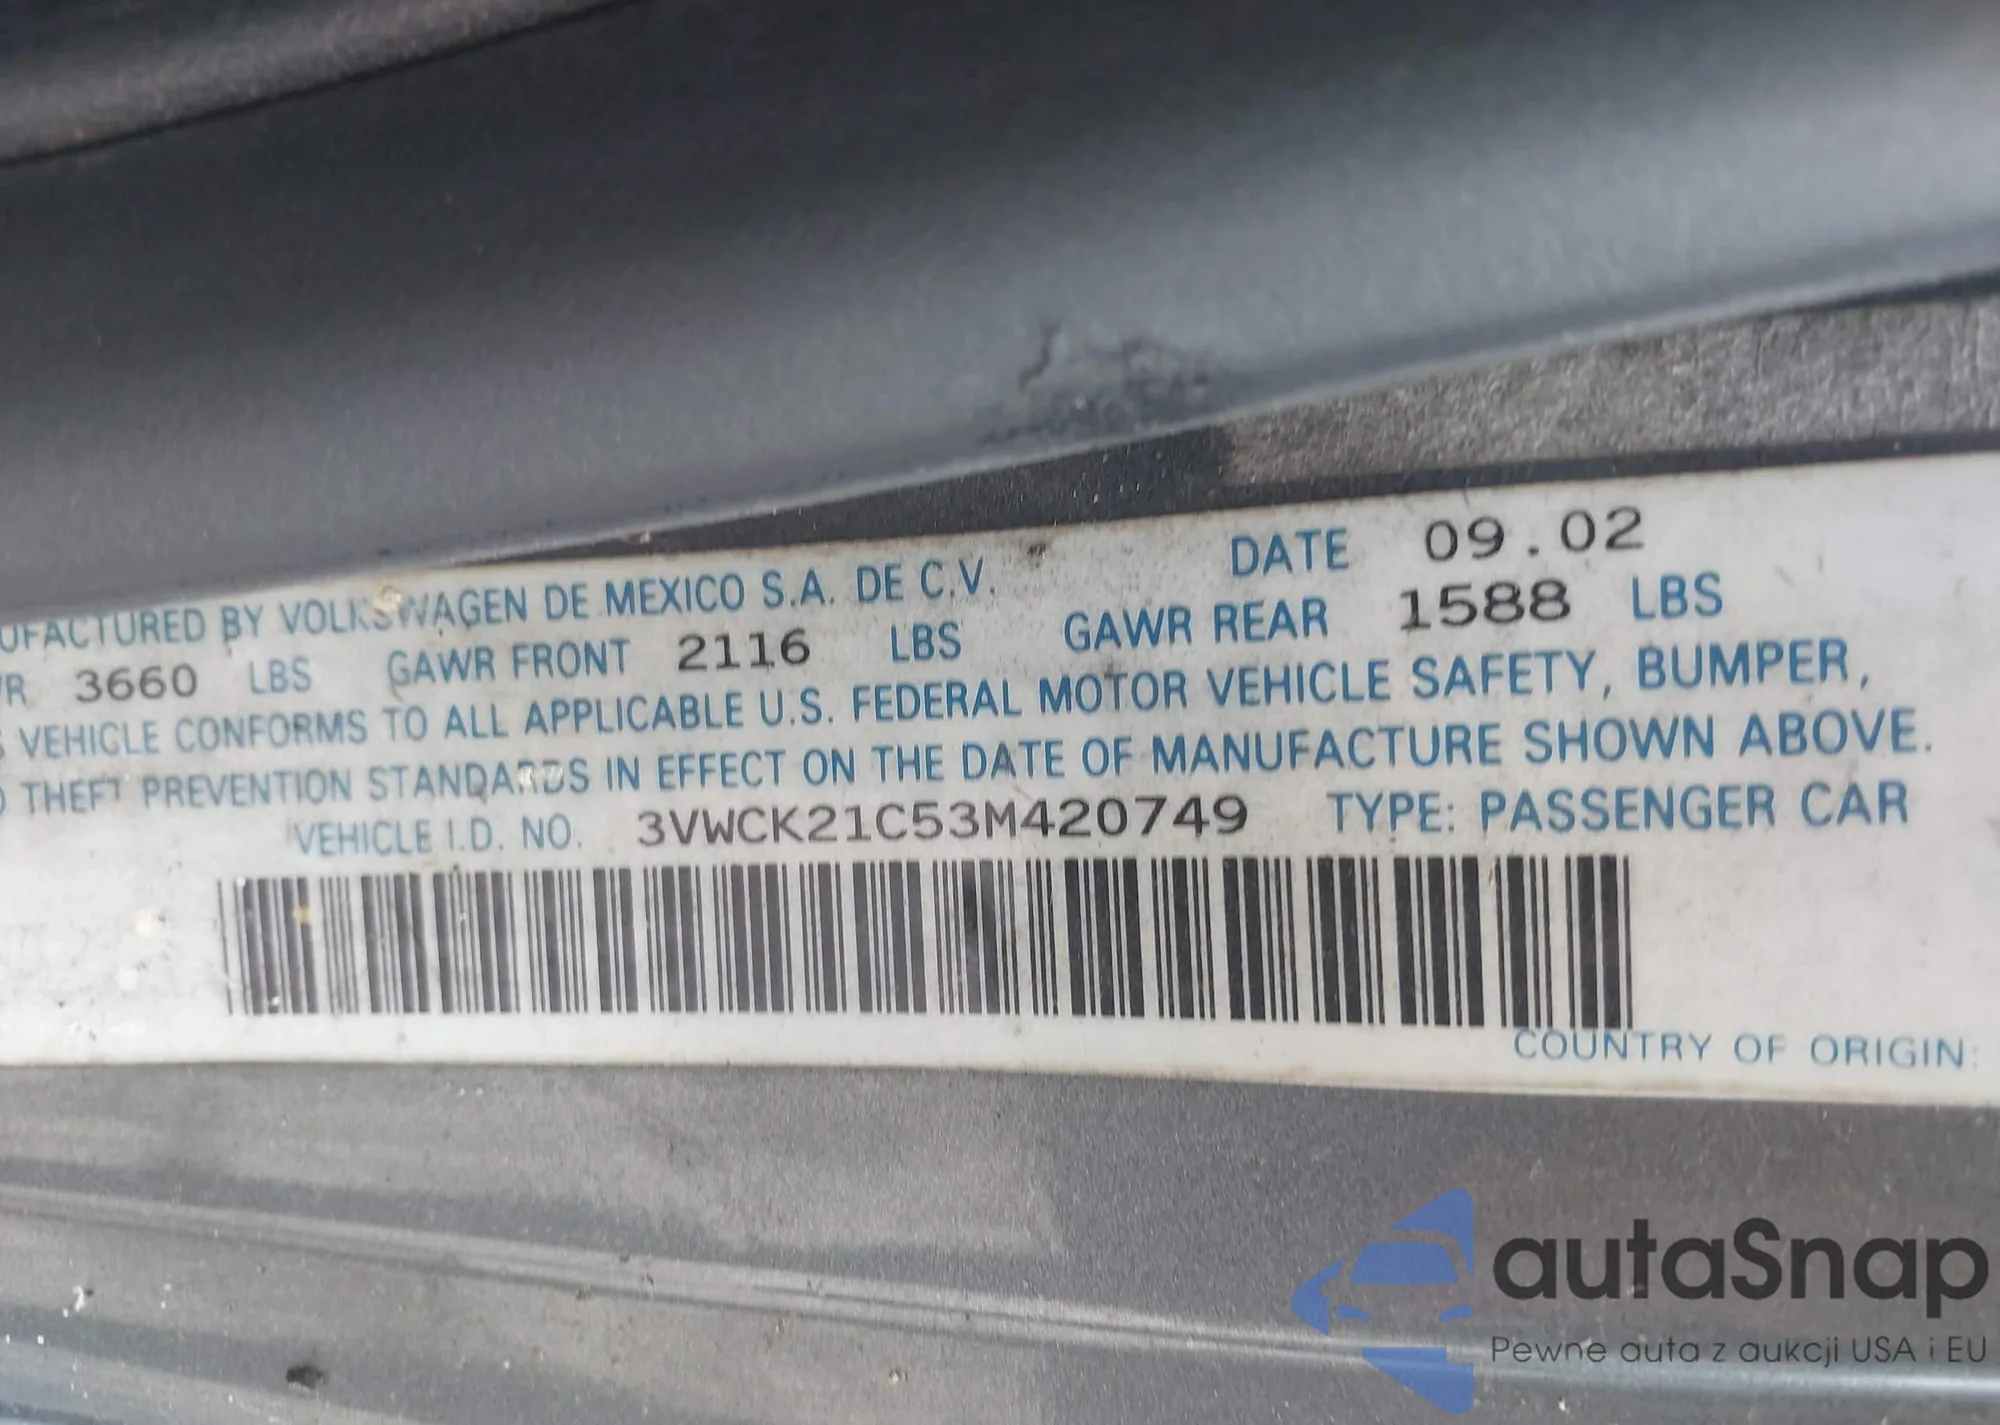 UFACTURED BY VOLKSWAGEN DE MEXICO S.A. DE C.V. DATE 09.02
R 3660 LBS GAWR FRONT 2116 LBS GAWR REAR 1588 LBS
S VEHICLE CONFORMS TO ALL APPLICABLE U.S. FEDERAL MOTOR VEHICLE SAFETY, BUMPER,
D THEFT PREVENTION STANDARDS IN EFFECT ON THE DATE OF MANUFACTURE SHOWN ABOVE.
VEHICLE I.D. NO. 3VWCK21C53M420749 TYPE: PASSENGER CAR
COUNTRY OF ORIGIN:
autaSnap
Pewne auta z aukcji USA i EU